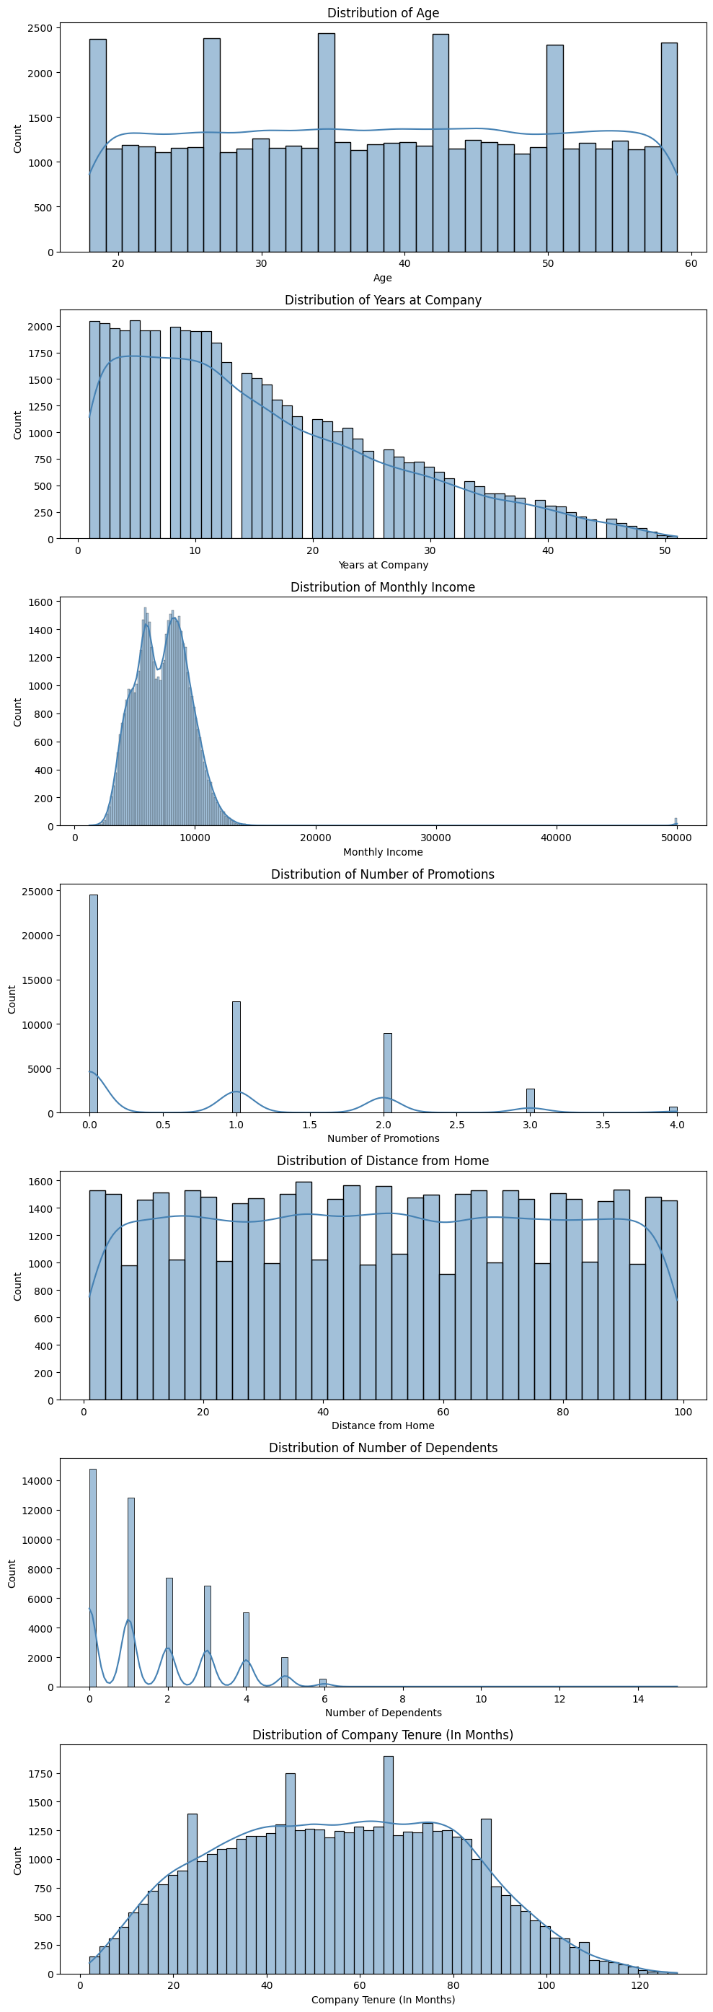 Distribution of Age
Count
2500
2000
1500
1000
500
0
20 30 40 50 60
Age
Distribution of Years at Company
Count
2000
1750
1500
1250
1000
750
500
250
0
0 10 20 30 40 50
Years at Company
Distribution of Monthly Income
Count
1600
1400
1200
1000
800
600
400
200
0
0 10000 20000 30000 40000 50000
Monthly Income
Distribution of Number of Promotions
Count
25000
20000
15000
10000
5000
0
0.0 0.5 1.0 1.5 2.0 2.5 3.0 3.5 4.0
Number of Promotions
Distribution of Distance from Home
Count
1600
1400
1200
1000
800
600
400
200
0
0 20 40 60 80 100
Distance from Home
Distribution of Number of Dependents
Count
14000
12000
10000
8000
6000
4000
2000
0
0 2 4 6 8 10 12 14
Number of Dependents
Distribution of Company Tenure (In Months)
Count
1750
1500
1250
1000
750
500
250
0
0 20 40 60 80 100 120
Company Tenure (In Months)